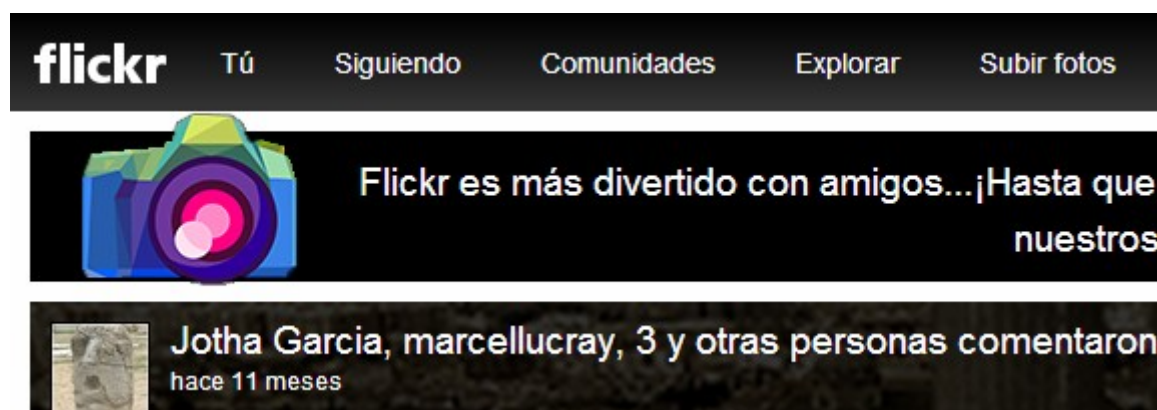 flickr Tú Siguiendo Comunidades Explorar Subir fotos
Flickr es más divertido con amigos...¡Hasta que
nuestros
Jotha Garcia, marcellucray, 3 y otras personas comentaron
hace 11 meses